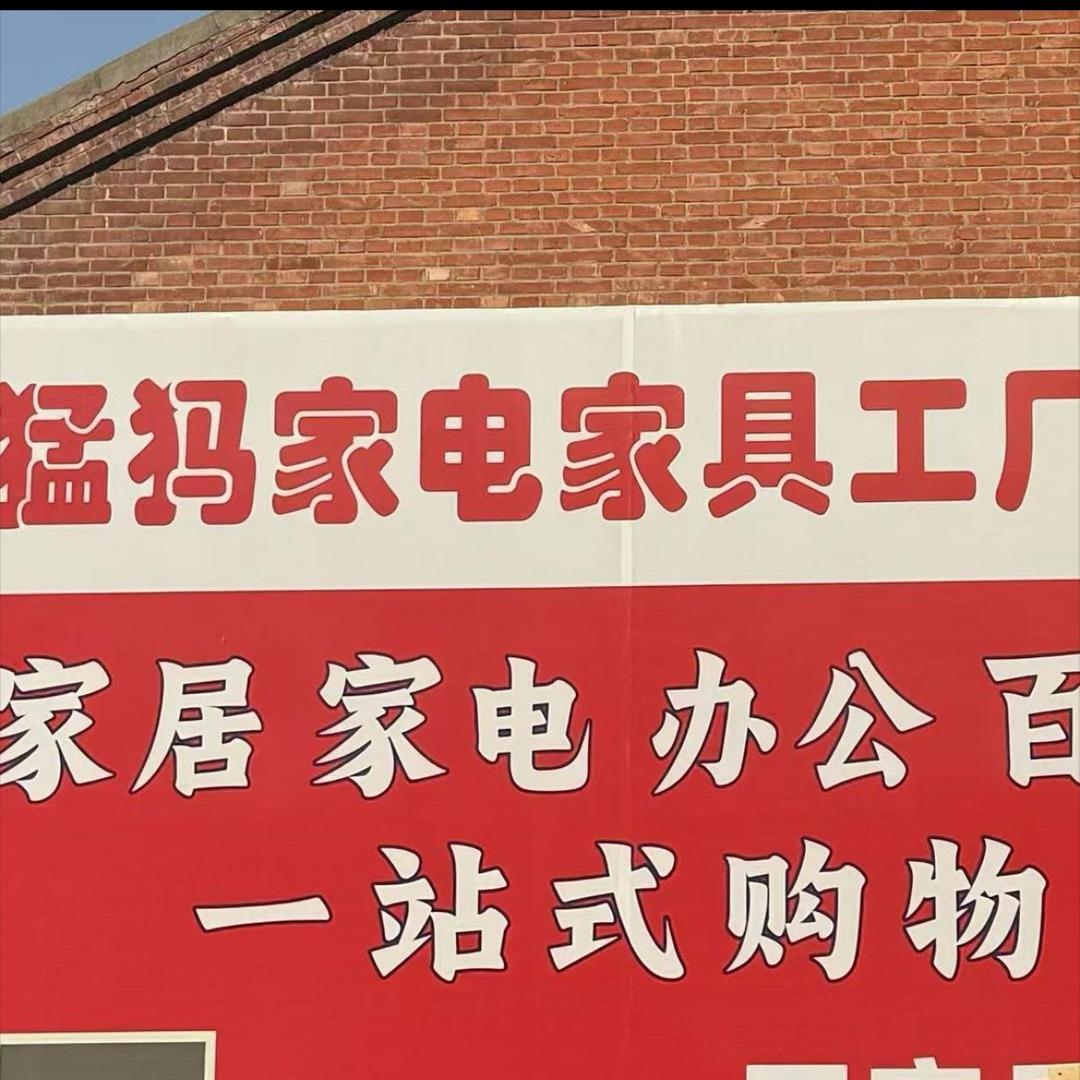 猛犸家电家具工厂
家居 家电 办公 百
一站式购物